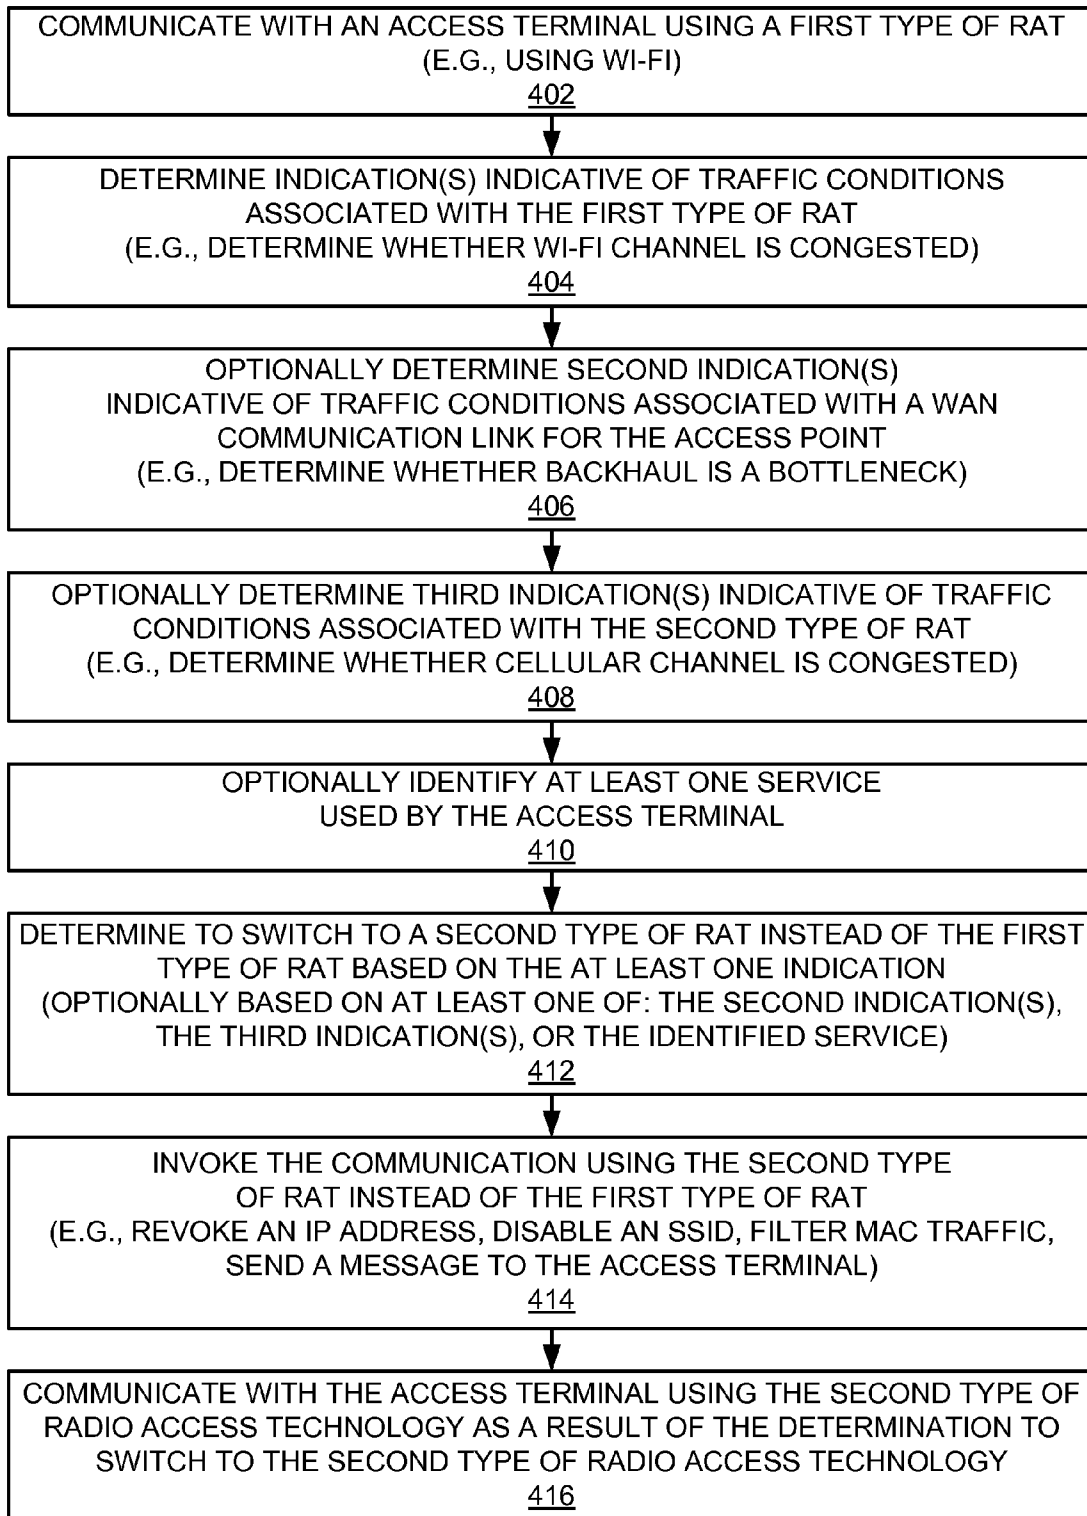 COMMUNICATE WITH AN ACCESS TERMINAL USING A FIRST TYPE OF RAT
(E.G., USING WI-FI)
402
DETERMINE INDICATION(S) INDICATIVE OF TRAFFIC CONDITIONS
ASSOCIATED WITH THE FIRST TYPE OF RAT
(E.G., DETERMINE WHETHER WI-FI CHANNEL IS CONGESTED)
404
OPTIONALLY DETERMINE SECOND INDICATION(S)
INDICATIVE OF TRAFFIC CONDITIONS ASSOCIATED WITH A WAN
COMMUNICATION LINK FOR THE ACCESS POINT
(E.G., DETERMINE WHETHER BACKHAUL IS A BOTTLENECK)
406
OPTIONALLY DETERMINE THIRD INDICATION(S) INDICATIVE OF TRAFFIC
CONDITIONS ASSOCIATED WITH THE SECOND TYPE OF RAT
(E.G., DETERMINE WHETHER CELLULAR CHANNEL IS CONGESTED)
408
OPTIONALLY IDENTIFY AT LEAST ONE SERVICE
USED BY THE ACCESS TERMINAL
410
DETERMINE TO SWITCH TO A SECOND TYPE OF RAT INSTEAD OF THE FIRST
TYPE OF RAT BASED ON THE AT LEAST ONE INDICATION
(OPTIONALLY BASED ON AT LEAST ONE OF: THE SECOND INDICATION(S),
THE THIRD INDICATION(S), OR THE IDENTIFIED SERVICE)
412
INVOKE THE COMMUNICATION USING THE SECOND TYPE
OF RAT INSTEAD OF THE FIRST TYPE OF RAT
(E.G., REVOKE AN IP ADDRESS, DISABLE AN SSID, FILTER MAC TRAFFIC,
SEND A MESSAGE TO THE ACCESS TERMINAL)
414
COMMUNICATE WITH THE ACCESS TERMINAL USING THE SECOND TYPE OF
RADIO ACCESS TECHNOLOGY AS A RESULT OF THE DETERMINATION TO
SWITCH TO THE SECOND TYPE OF RADIO ACCESS TECHNOLOGY
416